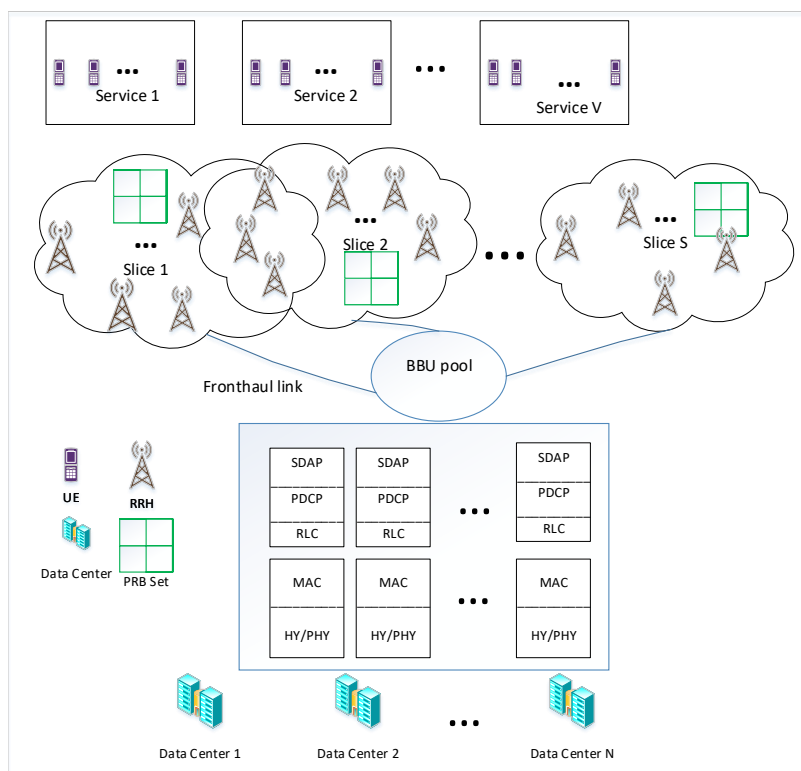 Service 1
Service 2
Service V
Slice 1
Slice 2
Slice S
BBU pool
Fronthaul link
SDAP
PDCP
RLC
SDAP
PDCP
RLC
SDAP
PDCP
RLC
MAC
HY/PHY
MAC
HY/PHY
MAC
HY/PHY
UE
RRH
Data Center
PRB Set
Data Center 1
Data Center 2
Data Center N